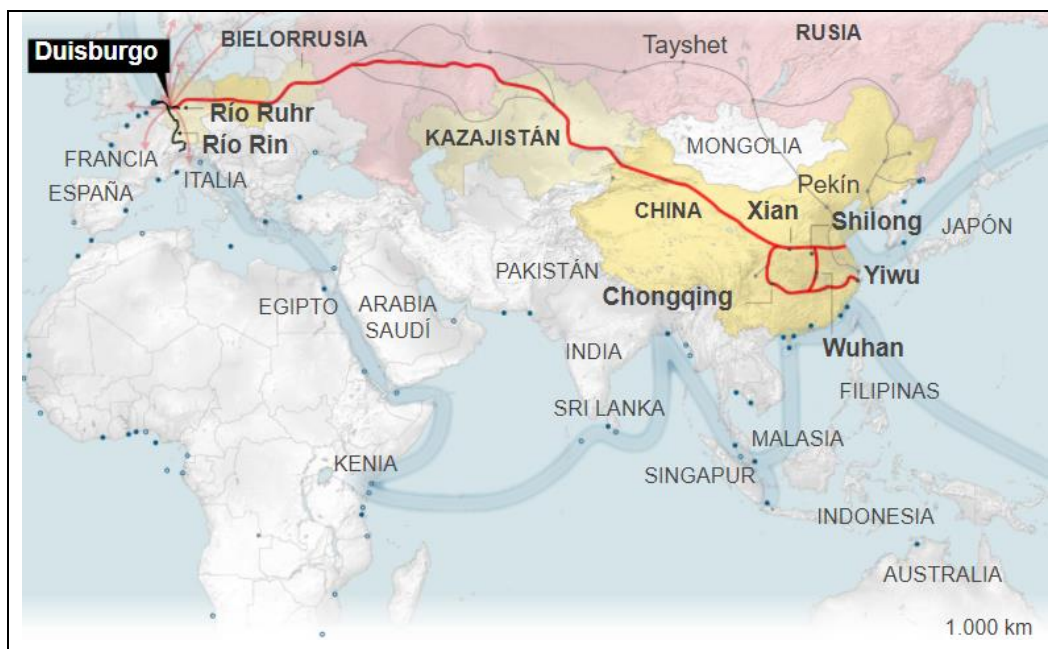 Duisburgo
BIELORRUSIA
Tayshet
RUSIA
Río Ruhr
Río Rin
FRANCIA
ESPAÑA
ITALIA
KAZAJISTÁN
MONGOLIA
Pekín
CHINA
Xian
Shilong
JAPÓN
PAKISTÁN
Chongqing
Yiwu
EGIPTO
ARABIA
SAUDÍ
INDIA
Wuhan
FILIPINAS
SRI LANKA
MALASIA
KENIA
SINGAPUR
INDONESIA
AUSTRALIA
1.000 km